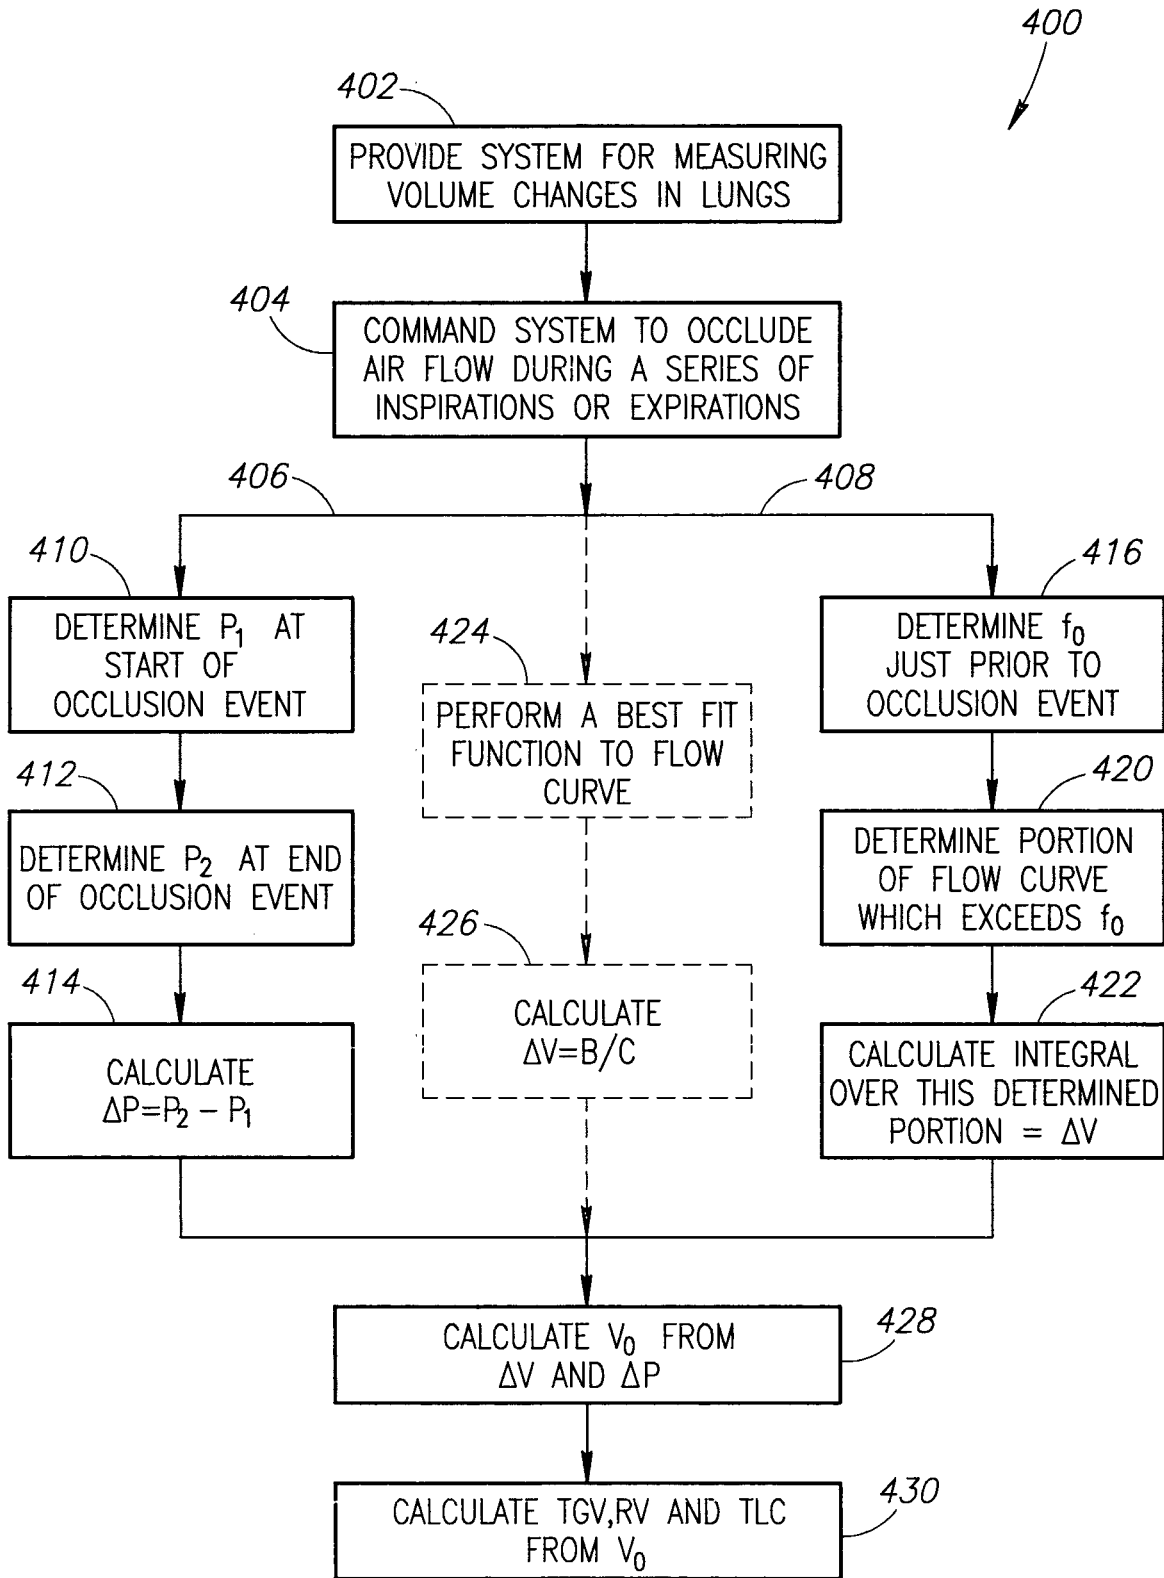 400
402
PROVIDE SYSTEM FOR MEASURING
VOLUME CHANGES IN LUNGS
404
COMMAND SYSTEM TO OCCLUDE
AIR FLOW DURING A SERIES OF
INSPIRATIONS OR EXPIRATIONS
406
408
410
DETERMINE P₁ AT
START OF
OCCLUSION EVENT
412
DETERMINE P₂ AT END
OF OCCLUSION EVENT
414
CALCULATE
ΔP=P₂ – P₁
424
PERFORM A BEST FIT
FUNCTION TO FLOW
CURVE
426
CALCULATE
ΔV=B/C
416
DETERMINE f₀
JUST PRIOR TO
OCCLUSION EVENT
420
DETERMINE PORTION
OF FLOW CURVE
WHICH EXCEEDS f₀
422
CALCULATE INTEGRAL
OVER THIS DETERMINED
PORTION = ΔV
CALCULATE V₀ FROM
ΔV AND ΔP
428
CALCULATE TGV,RV AND TLC
FROM V₀
430